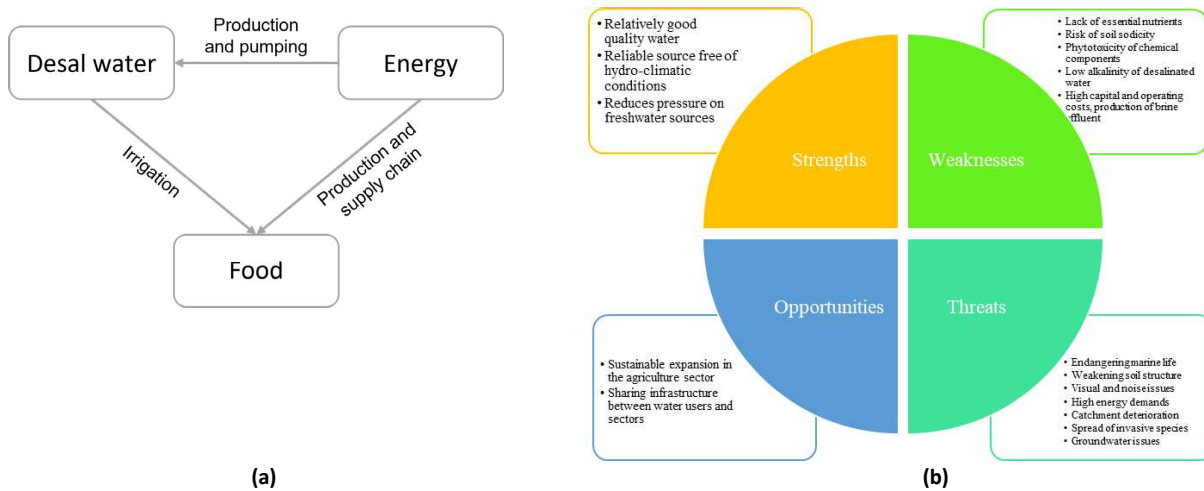 Production
and pumping
Desal water
Energy
Irrigation
Production and
supply chain
Food
(a)
• Relatively good
quality water
• Reliable source free of
hydro-climatic
conditions
• Reduces pressure on
freshwater sources
• Lack of essential nutrients
• Risk of soil sodicity
• Phytotoxicity of chemical
components
• Low alkalinity of desalinated
water
• High capital and operating
costs, production of brine
effluent
Strengths
Weaknesses
Opportunities
Threats
• Sustainable expansion in
the agriculture sector
• Sharing infrastructure
between water users and
sectors
• Endangering marine life
• Weakening soil structure
• Visual and noise issues
• High energy demands
• Catchment deterioration
• Spread of invasive species
• Groundwater issues
(b)